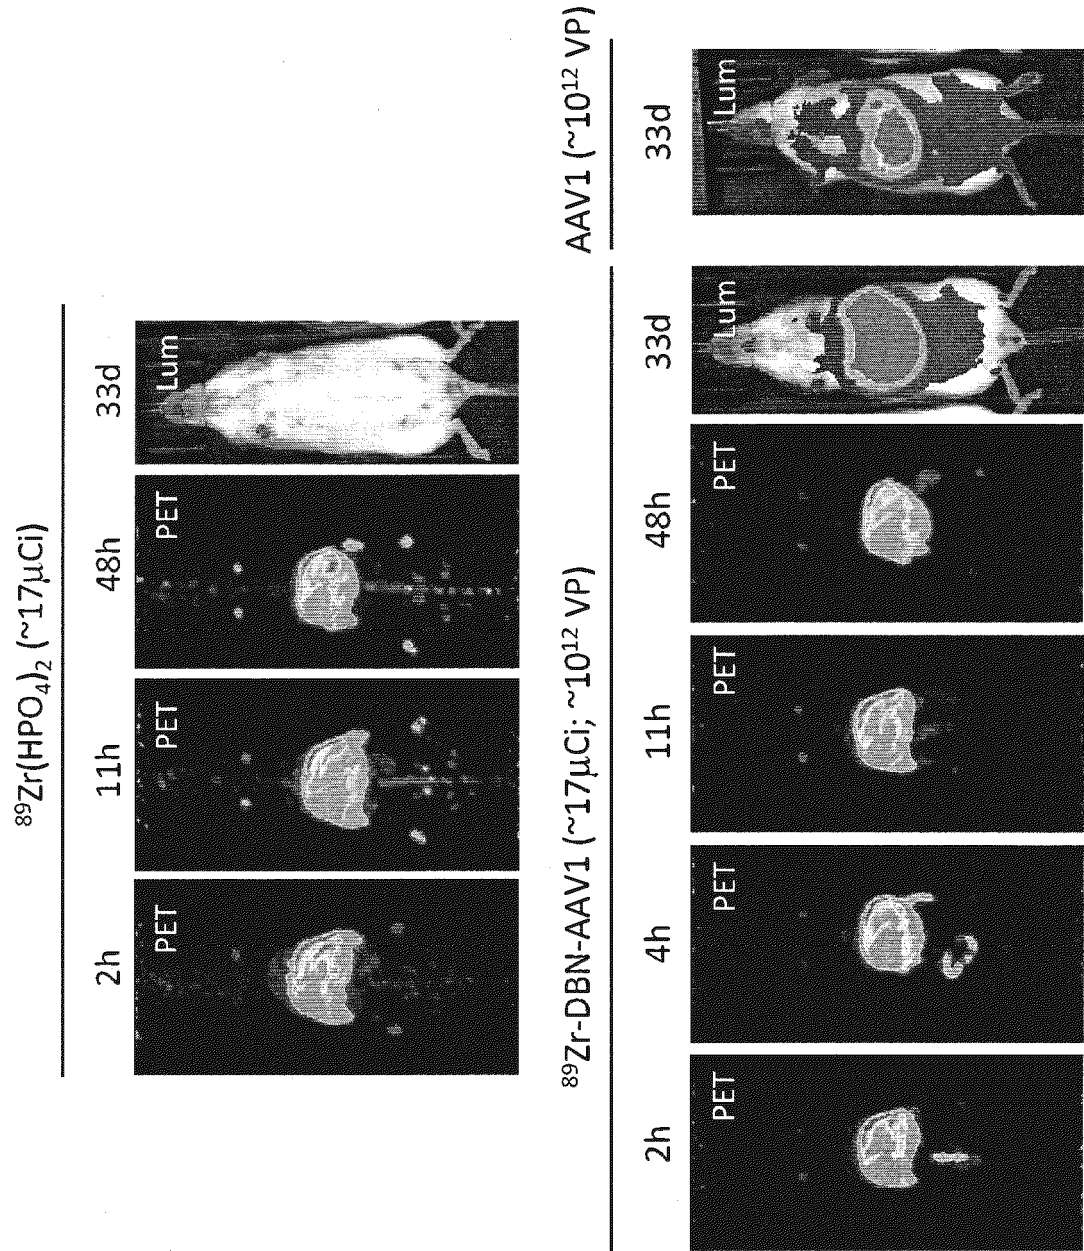 ⁸⁹Zr(HPO₄)₂ (~17μCi)
2h
11h
48h
33d
PET
PET
PET
Lum
⁸⁹Zr-DBN-AAV1 (~17μCi; ~10¹² VP)
AAV1 (~10¹² VP)
2h
4h
11h
48h
33d
33d
PET
PET
PET
PET
Lum
Lum